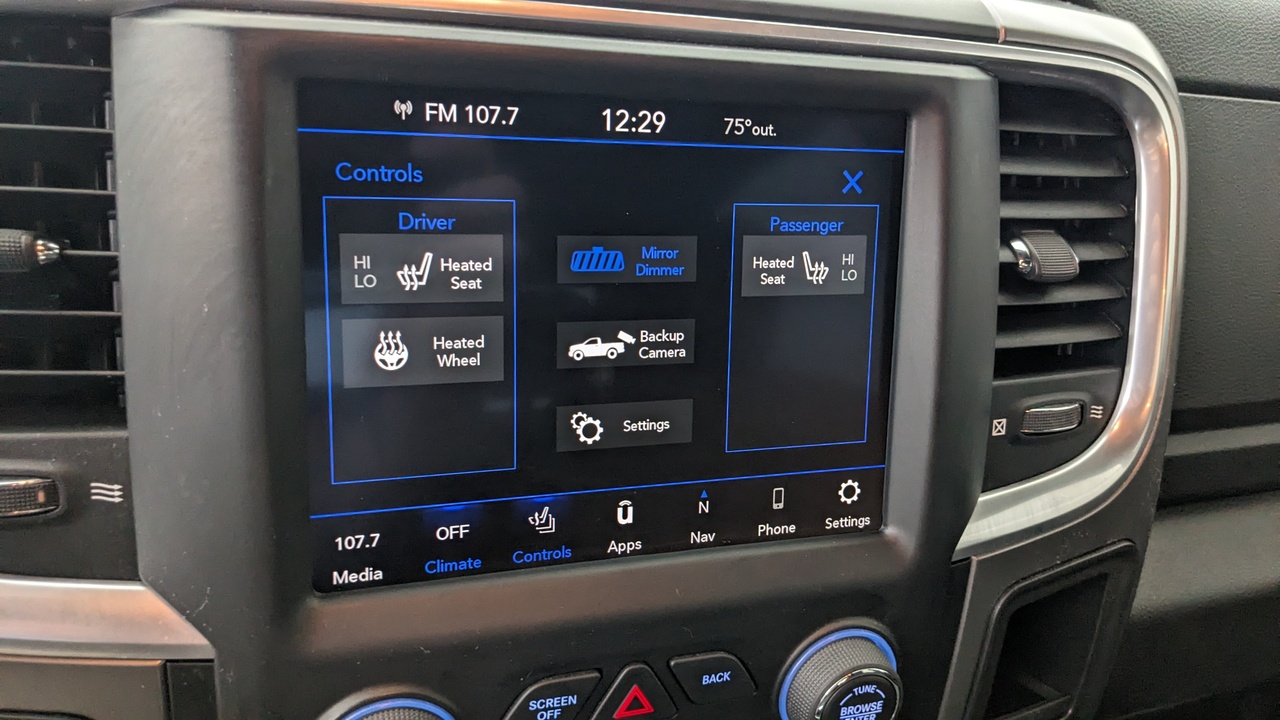 FM 107.7
12:29
75°out.
Controls
X
Driver
HI
LO
Heated
Seat
Heated
Wheel
Mirror
Dimmer
Backup
Camera
Settings
Passenger
Heated
Seat
HI
LO
107.7
Media
OFF
Climate
Controls
Apps
N
Nav
Phone
Settings
SCREEN
OFF
BACK
TUNE
BROWSE
ENTER